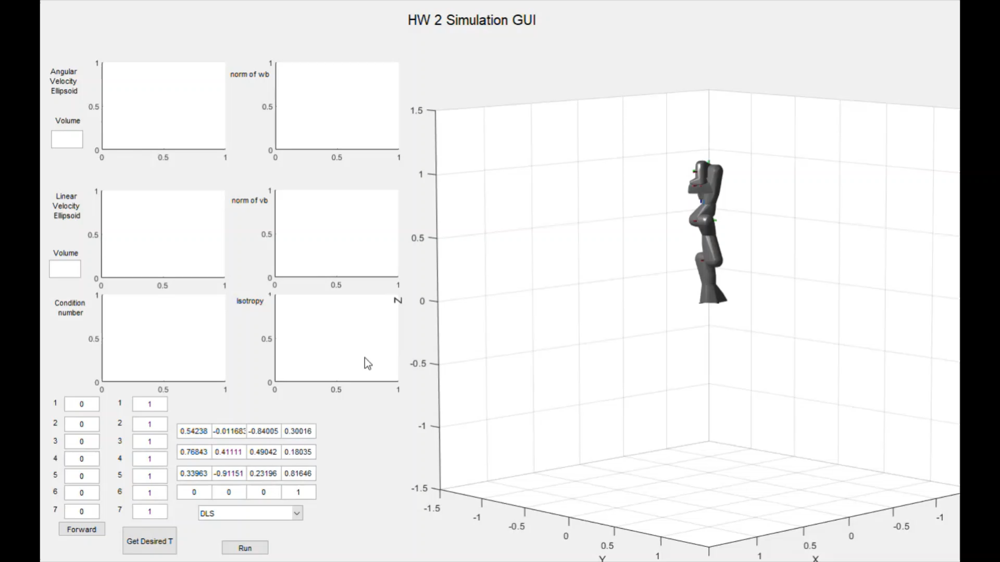 HW 2 Simulation GUI
Angular
Velocity
Ellipsoid
Volume
1
0.5
0
0 0.5 1
norm of wb
1
0.5
0
0 0.5 1
Linear
Velocity
Ellipsoid
Volume
1
0.5
0
0 0.5 1
norm of vb
1
0.5
0
0 0.5 1
Condition
number
1
0.5
0
0 0.5 1
Isotropy
1
0.5
0
0 0.5 1
Z
1.5
1
0.5
0
-0.5
-1
-1.5
-1.5 -1 -0.5 0 0.5 1
Y
1 0.5 0 -0.5 -1
X
1 0 1 1
2 0 2 1
3 0 3 1
4 0 4 1
5 0 5 1
6 0 6 1
7 0 7 1
0.54238 -0.01168 -0.84005 0.30016
0.76843 0.41111 0.49042 0.18035
0.33963 -0.91151 0.23196 0.81646
0 0 0 1
DLS
Forward
Get Desired T
Run